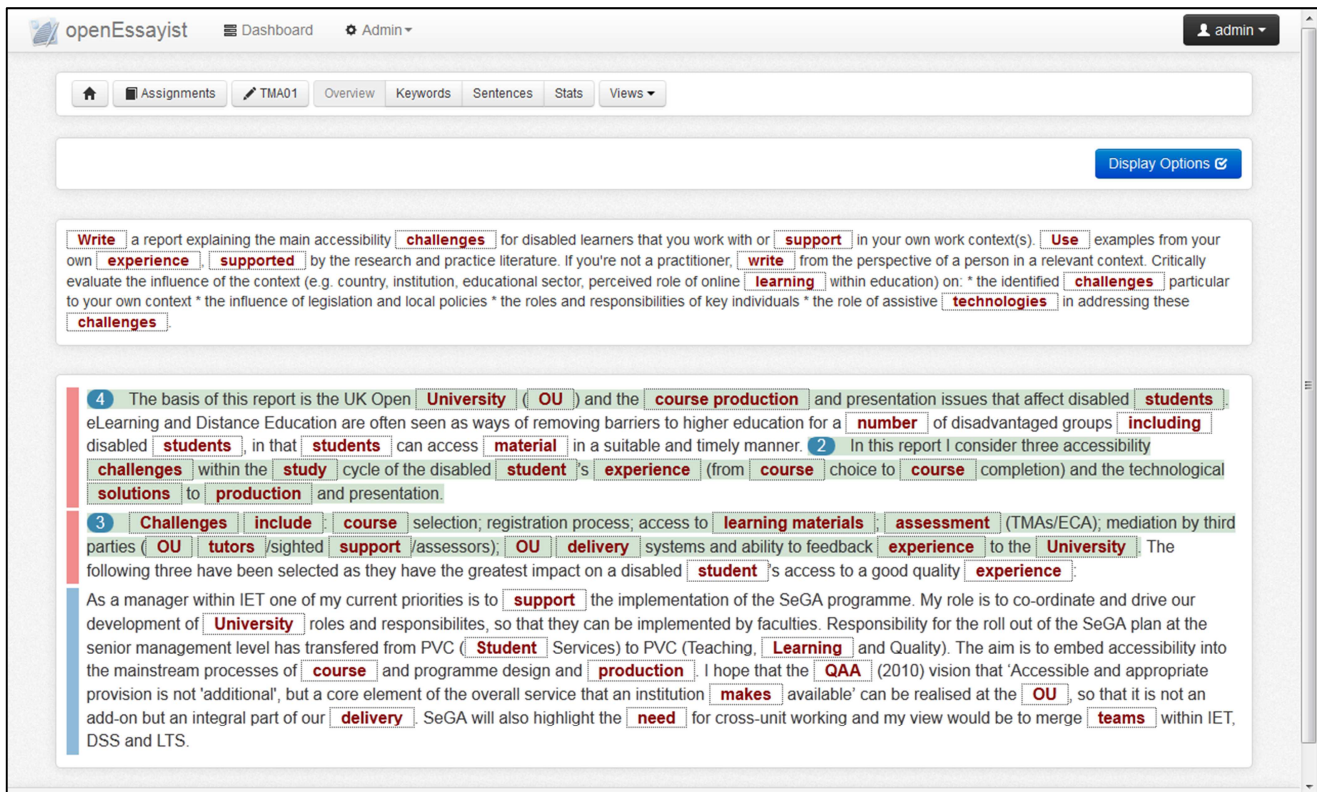 openEssayist Dashboard Admin admin
Assignments TMA01 Overview Keywords Sentences Stats Views
Display Options
Write a report explaining the main accessibility challenges for disabled learners that you work with or support in your own work context(s). Use examples from your
own experience , supported by the research and practice literature. If you're not a practitioner, write from the perspective of a person in a relevant context. Critically
evaluate the influence of the context (e.g. country, institution, educational sector, perceived role of online learning within education) on: * the identified challenges particular
to your own context * the influence of legislation and local policies * the roles and responsibilities of key individuals * the role of assistive technologies in addressing these
challenges .
4 The basis of this report is the UK Open University ( OU ) and the course production and presentation issues that affect disabled students .
eLearning and Distance Education are often seen as ways of removing barriers to higher education for a number of disadvantaged groups including
disabled students , in that students can access material in a suitable and timely manner. 2 In this report I consider three accessibility
challenges within the study cycle of the disabled student 's experience (from course choice to course completion) and the technological
solutions to production and presentation.
3 Challenges include : course selection; registration process; access to learning materials ; assessment (TMAs/ECA); mediation by third
parties ( OU tutors /sighted support /assessors); OU delivery systems and ability to feedback experience to the University . The
following three have been selected as they have the greatest impact on a disabled student 's access to a good quality experience :
As a manager within IET one of my current priorities is to support the implementation of the SeGA programme. My role is to co-ordinate and drive our
development of University roles and responsibilites, so that they can be implemented by faculties. Responsibility for the roll out of the SeGA plan at the
senior management level has transfered from PVC ( Student Services) to PVC (Teaching, Learning and Quality). The aim is to embed accessibility into
the mainstream processes of course and programme design and production . I hope that the QAA (2010) vision that 'Accessible and appropriate
provision is not 'additional', but a core element of the overall service that an institution makes available' can be realised at the OU , so that it is not an
add-on but an integral part of our delivery . SeGA will also highlight the need for cross-unit working and my view would be to merge teams within IET,
DSS and LTS.